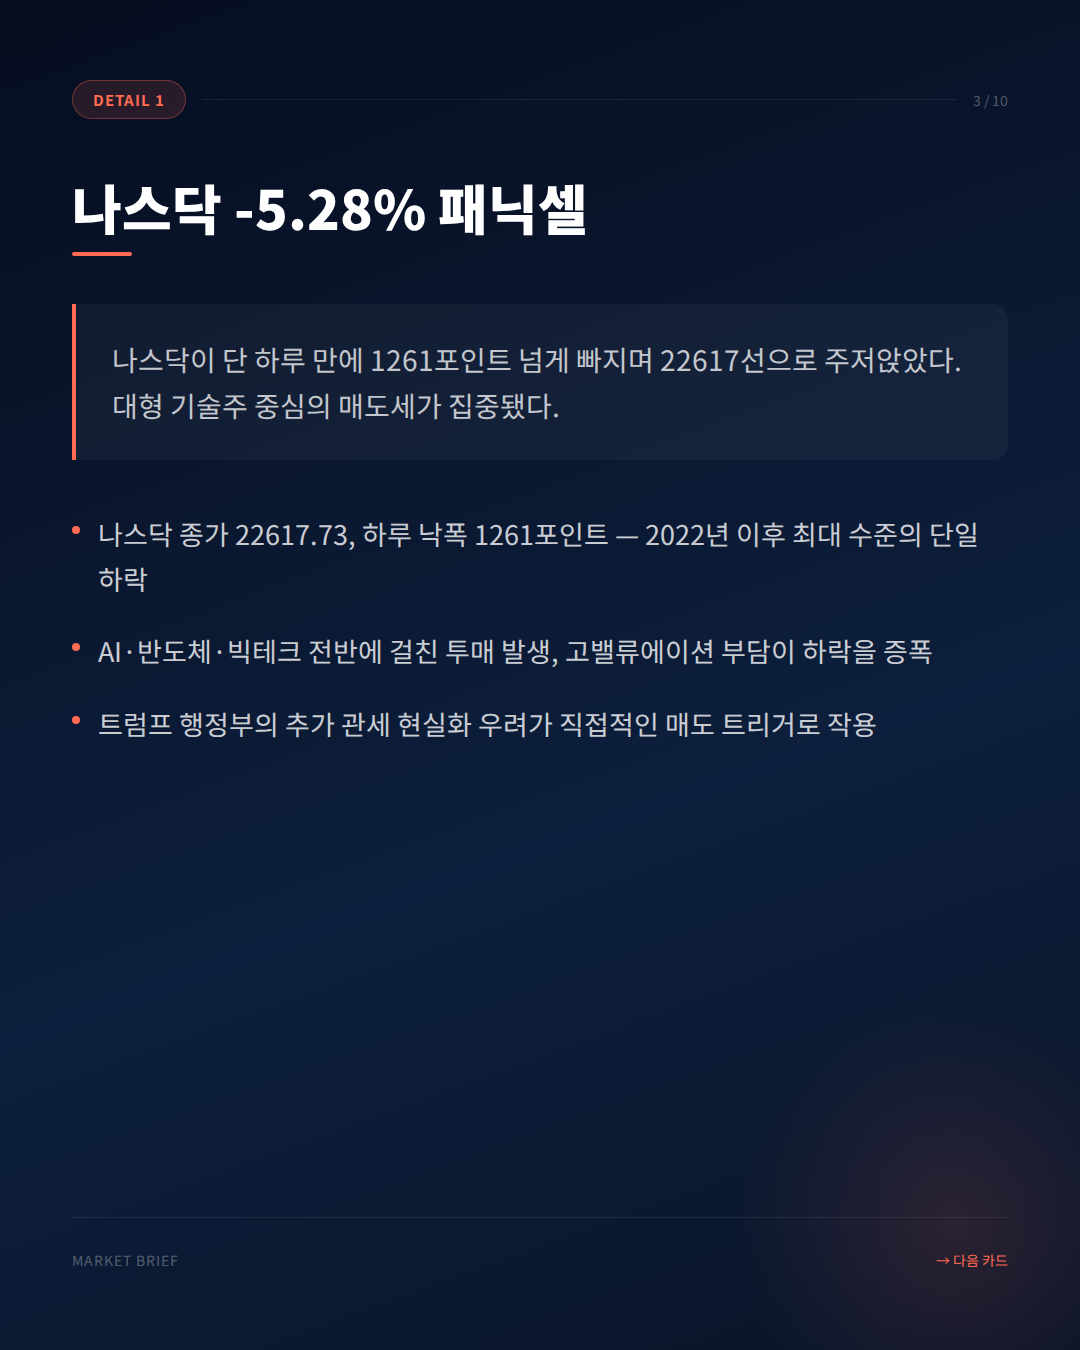 DETAIL 1
3 / 10
나스닥 -5.28% 패닉셀
나스닥이 단 하루 만에 1261포인트 넘게 빠지며 22617선으로 주저앉았다.
대형 기술주 중심의 매도세가 집중됐다.
나스닥 종가 22617.73, 하루 낙폭 1261포인트 — 2022년 이후 최대 수준의 단일
하락
AI·반도체·빅테크 전반에 걸친 투매 발생, 고밸류에이션 부담이 하락을 증폭
트럼프 행정부의 추가 관세 현실화 우려가 직접적인 매도 트리거로 작용
MARKET BRIEF
→ 다음 카드